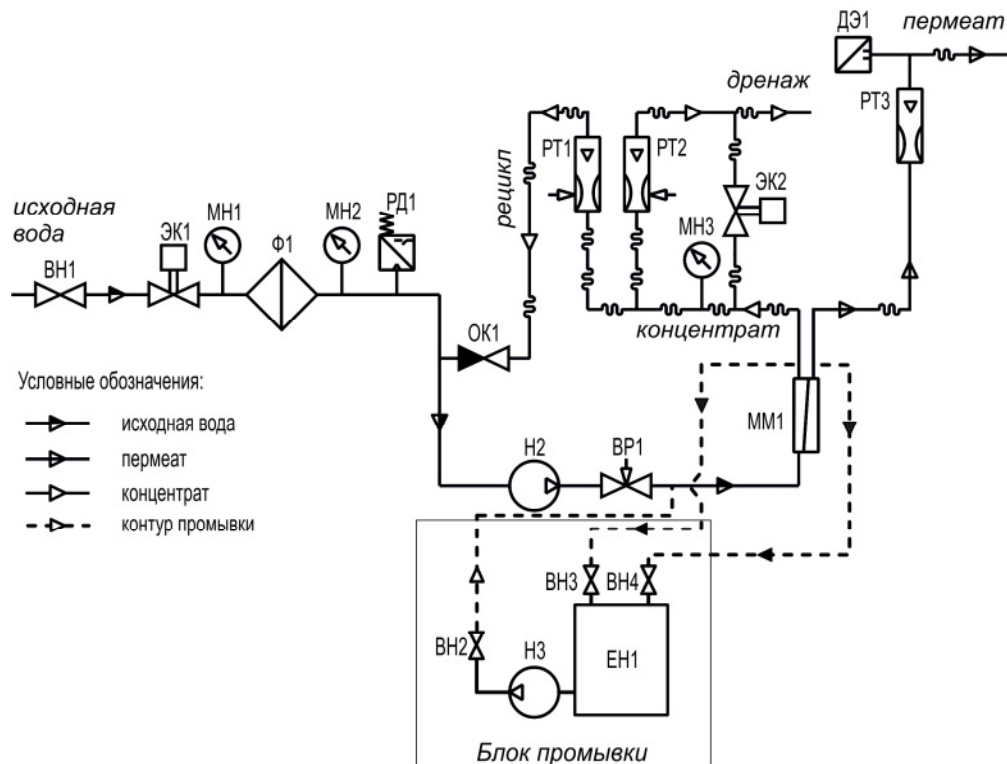 ДЭ1
пермеат
дренаж
РТ3
РТ1
РТ2
рецикл
ЭК2
исходная
вода
ЭК1
МН1
МН2
РД1
МН3
ВН1
Ф1
концентрат
ОК1
Условные обозначения:
исходная вода
пермеат
концентрат
контур промывки
ММ1
Н2
ВР1
ВН3
ВН4
ВН2
Н3
ЕН1
Блок промывки